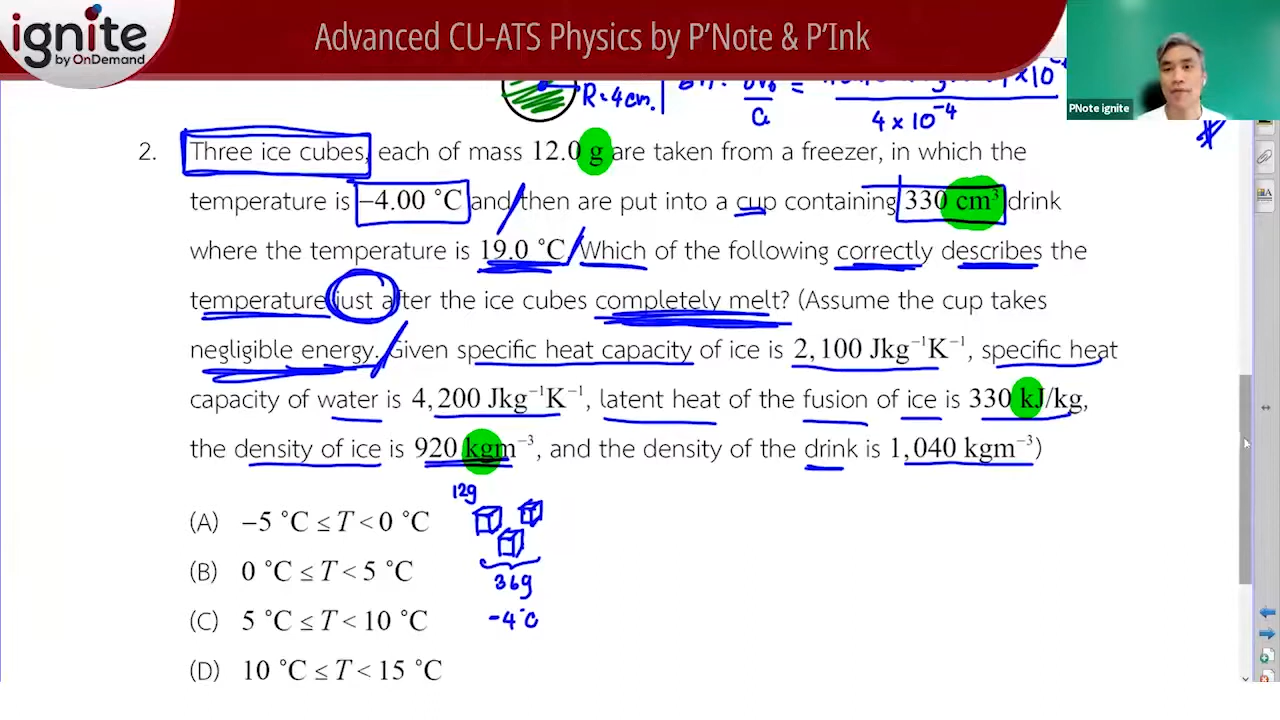 ignite
by OnDemand
Advanced CU-ATS Physics by P'Note & P'Ink
PNote ignite
R=4cm.
4 x 10⁻⁴
2. Three ice cubes, each of mass 12.0 g are taken from a freezer, in which the
temperature is −4.00 °C and then are put into a cup containing 330 cm³ drink
where the temperature is 19.0 °C. Which of the following correctly describes the
temperature just after the ice cubes completely melt? (Assume the cup takes
negligible energy. Given specific heat capacity of ice is 2,100 Jkg⁻¹K⁻¹, specific heat
capacity of water is 4,200 Jkg⁻¹K⁻¹, latent heat of the fusion of ice is 330 kJ/kg,
the density of ice is 920 kgm⁻³, and the density of the drink is 1,040 kgm⁻³)
12g
(A) −5 °C ≤ T < 0 °C
(B) 0 °C ≤ T < 5 °C
36g
(C) 5 °C ≤ T < 10 °C
-4°C
(D) 10 °C ≤ T < 15 °C